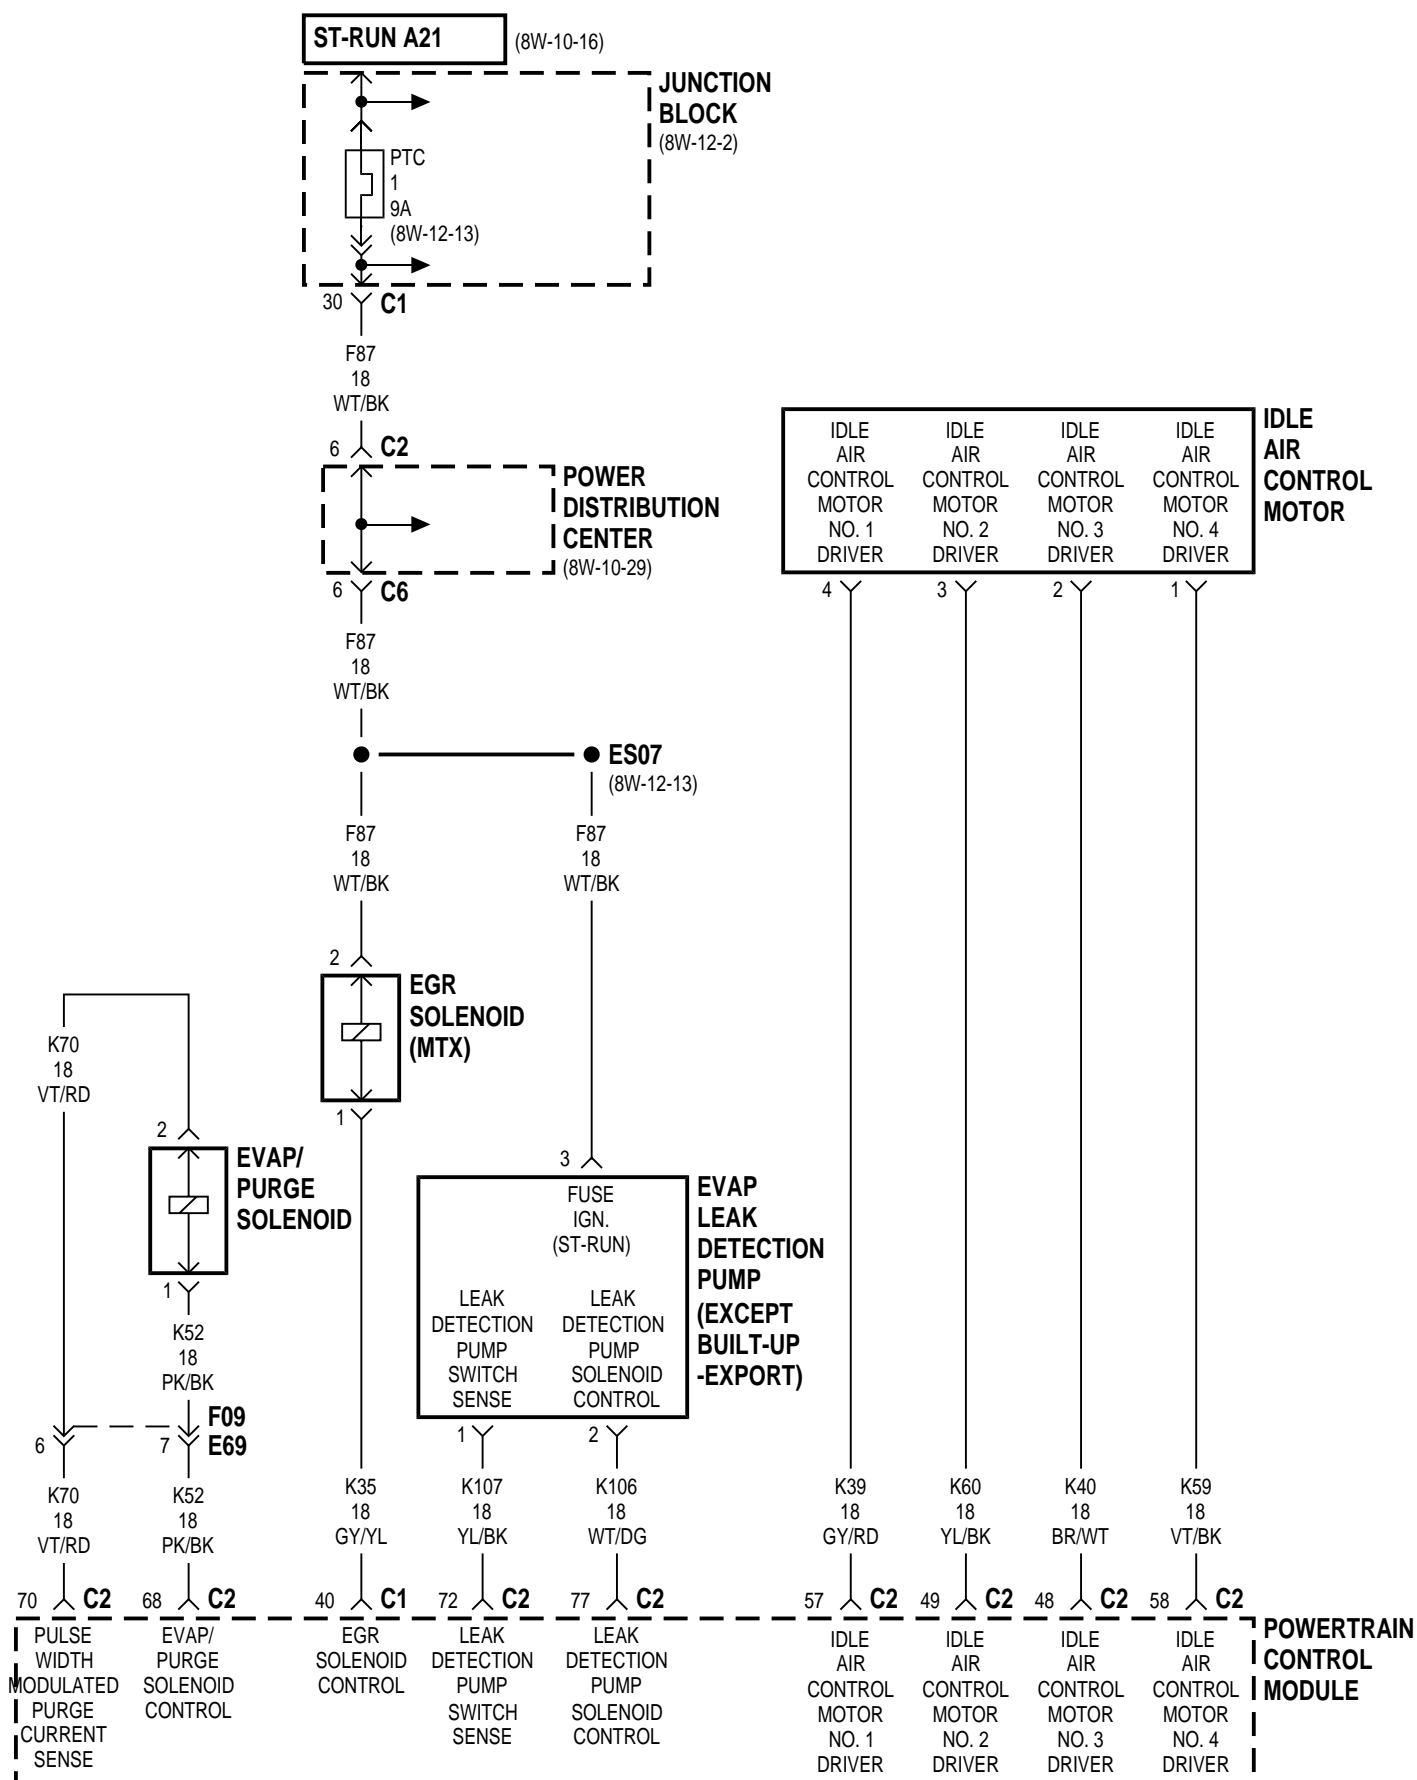 ST-RUN A21
(8W-10-16)
JUNCTION
BLOCK
(8W-12-2)
PTC
1
9A
(8W-12-13)
30
C1
F87
18
WT/BK
6
C2
POWER
DISTRIBUTION
CENTER
(8W-10-29)
6
C6
F87
18
WT/BK
ES07
(8W-12-13)
F87
18
WT/BK
F87
18
WT/BK
IDLE
AIR
CONTROL
MOTOR
NO. 1
DRIVER
IDLE
AIR
CONTROL
MOTOR
NO. 2
DRIVER
IDLE
AIR
CONTROL
MOTOR
NO. 3
DRIVER
IDLE
AIR
CONTROL
MOTOR
NO. 4
DRIVER
IDLE
AIR
CONTROL
MOTOR
4
3
2
1
2
EGR
SOLENOID
(MTX)
1
K70
18
VT/RD
2
EVAP/
PURGE
SOLENOID
1
K52
18
PK/BK
F09
E69
6
7
3
FUSE
IGN.
(ST-RUN)
LEAK
DETECTION
PUMP
SWITCH
SENSE
LEAK
DETECTION
PUMP
SOLENOID
CONTROL
EVAP
LEAK
DETECTION
PUMP
(EXCEPT
BUILT-UP
-EXPORT)
1
2
K70
18
VT/RD
K52
18
PK/BK
K35
18
GY/YL
K107
18
YL/BK
K106
18
WT/DG
K39
18
GY/RD
K60
18
YL/BK
K40
18
BR/WT
K59
18
VT/BK
70
C2
68
C2
40
C1
72
C2
77
C2
57
C2
49
C2
48
C2
58
C2
PULSE
WIDTH
MODULATED
PURGE
CURRENT
SENSE
EVAP/
PURGE
SOLENOID
CONTROL
EGR
SOLENOID
CONTROL
LEAK
DETECTION
PUMP
SWITCH
SENSE
LEAK
DETECTION
PUMP
SOLENOID
CONTROL
IDLE
AIR
CONTROL
MOTOR
NO. 1
DRIVER
IDLE
AIR
CONTROL
MOTOR
NO. 2
DRIVER
IDLE
AIR
CONTROL
MOTOR
NO. 3
DRIVER
IDLE
AIR
CONTROL
MOTOR
NO. 4
DRIVER
POWERTRAIN
CONTROL
MODULE